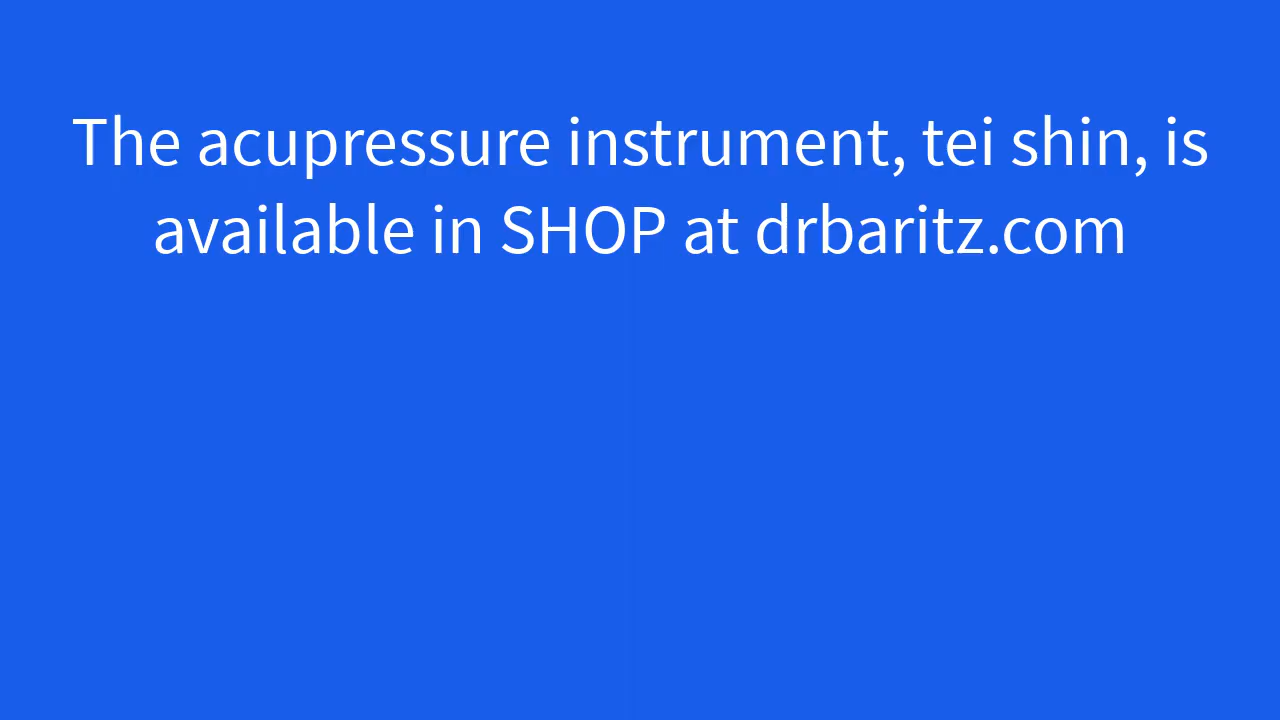 The acupressure instrument, tei shin, is
available in SHOP at drbaritz.com